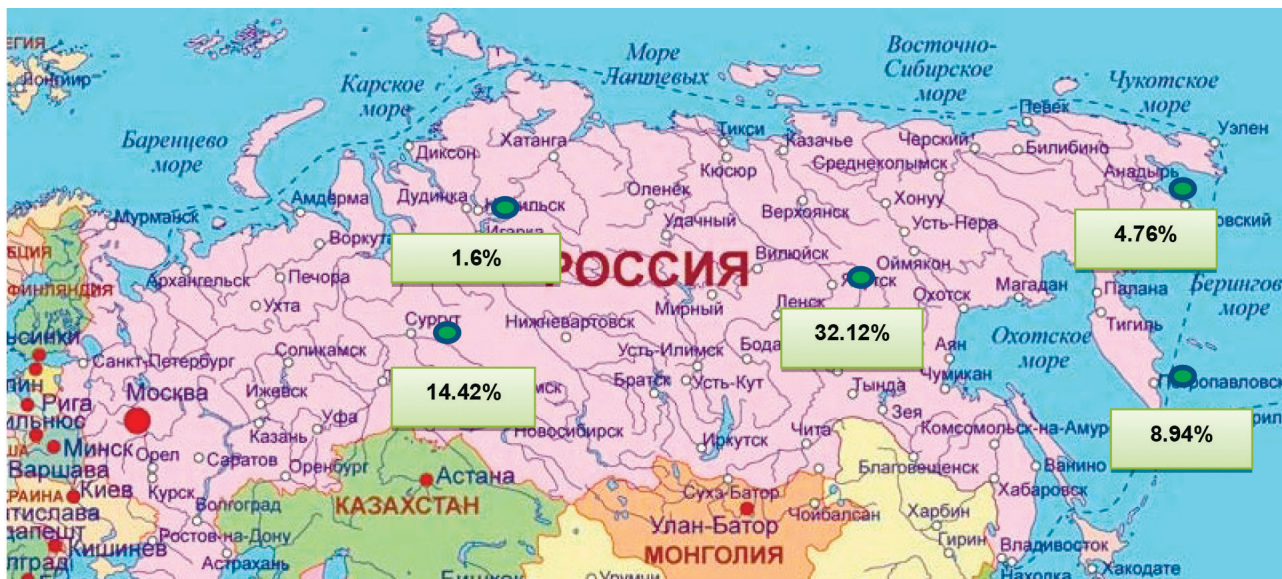 Восточно-
Сибирское
море
Чукотское
море
Море
Лаптевых
Карское
море
Баренцево
море
Певек
Уэлен
Билибино
Анадырь
Тикси
Казачье
Черский
Среднеколымск
Кюсюр
Хатанга
Диксон
Дудинка
Оленёк
Верхоянск
Хонуу
Усть-Нера
Удачный
Амдерма
Мурманск
Воркута
Игарка
1.6%
4.76%
РОССИЯ
Вилюйск
Оймякон
Архангельск
Печора
Ухта
ФИНЛЯНДИЯ
Мирный
Ленск
Охотск
Магадан
Палана
Берингово
море
Тигиль
Охотское
море
Сургут
Нижневартовск
32.12%
Аян
Санкт-Петербург
Соликамск
Усть-Илимск
Усть-Кут
Братск
Тында
Чумикан
Зея
14.42%
8.94%
Москва
Ижевск
Рига
Уфа
Казань
Новосибирск
Иркутск
Чита
Комсомольск-на-Амур
Минск
Варшава
Орел
Саратов
Оренбург
Благовещенск
Ванино
Хабаровск
Киев
Курск
Астана
КАЗАХСТАН
Сухэ-Батор
Чойбалсан
Улан-Батор
Харбин
Гирин
Волгоград
Ростов-на-Дону
Астрахань
Кишинев
МОНГОЛИЯ
Владивосток
Находка
Хакодате
Бишкек
Урумчи